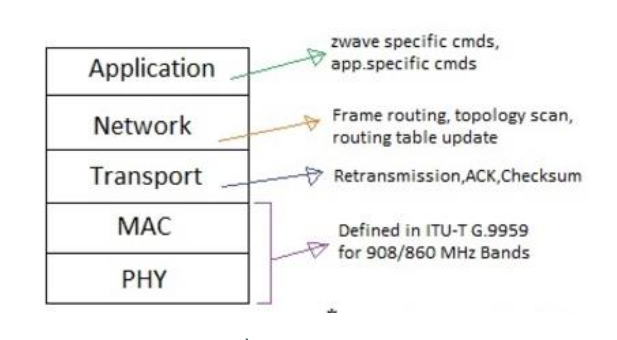 Application
zwave specific cmds,
app.specific cmds
Network
Frame routing, topology scan,
routing table update
Transport
Retransmission,ACK,Checksum
MAC
PHY
Defined in ITU-T G.9959
for 908/860 MHz Bands
*